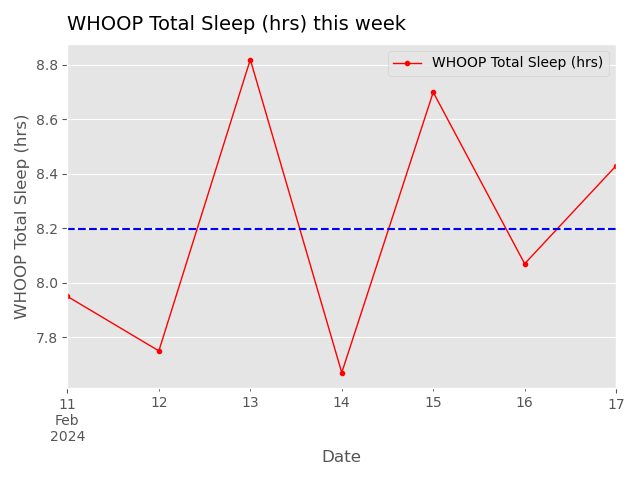 WHOOP Total Sleep (hrs) this week
WHOOP Total Sleep (hrs)
WHOOP Total Sleep (hrs)
8.8
8.6
8.4
8.2
8.0
7.8
11 12 13 14 15 16 17
Feb
2024
Date